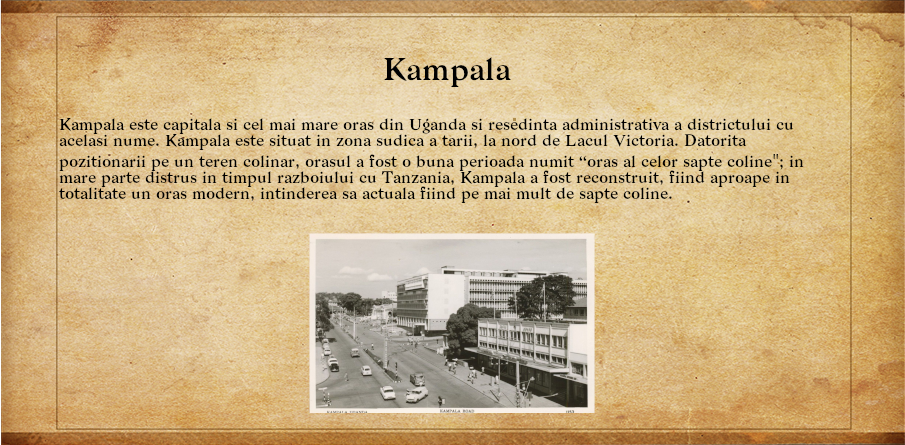 Kampala
Kampala este capitala si cel mai mare oras din Uganda si resedinta administrativa a districtului cu
acelasi nume. Kampala este situat in zona sudica a tarii, la nord de Lacul Victoria. Datorita
pozitionarii pe un teren colinar, orasul a fost o buna perioada numit “oras al celor sapte coline"; in
mare parte distrus in timpul razboiului cu Tanzania, Kampala a fost reconstruit, fiind aproape in
totalitate un oras modern, intinderea sa actuala fiind pe mai mult de sapte coline.
KAMPALA UGANDA KAMPALA ROAD